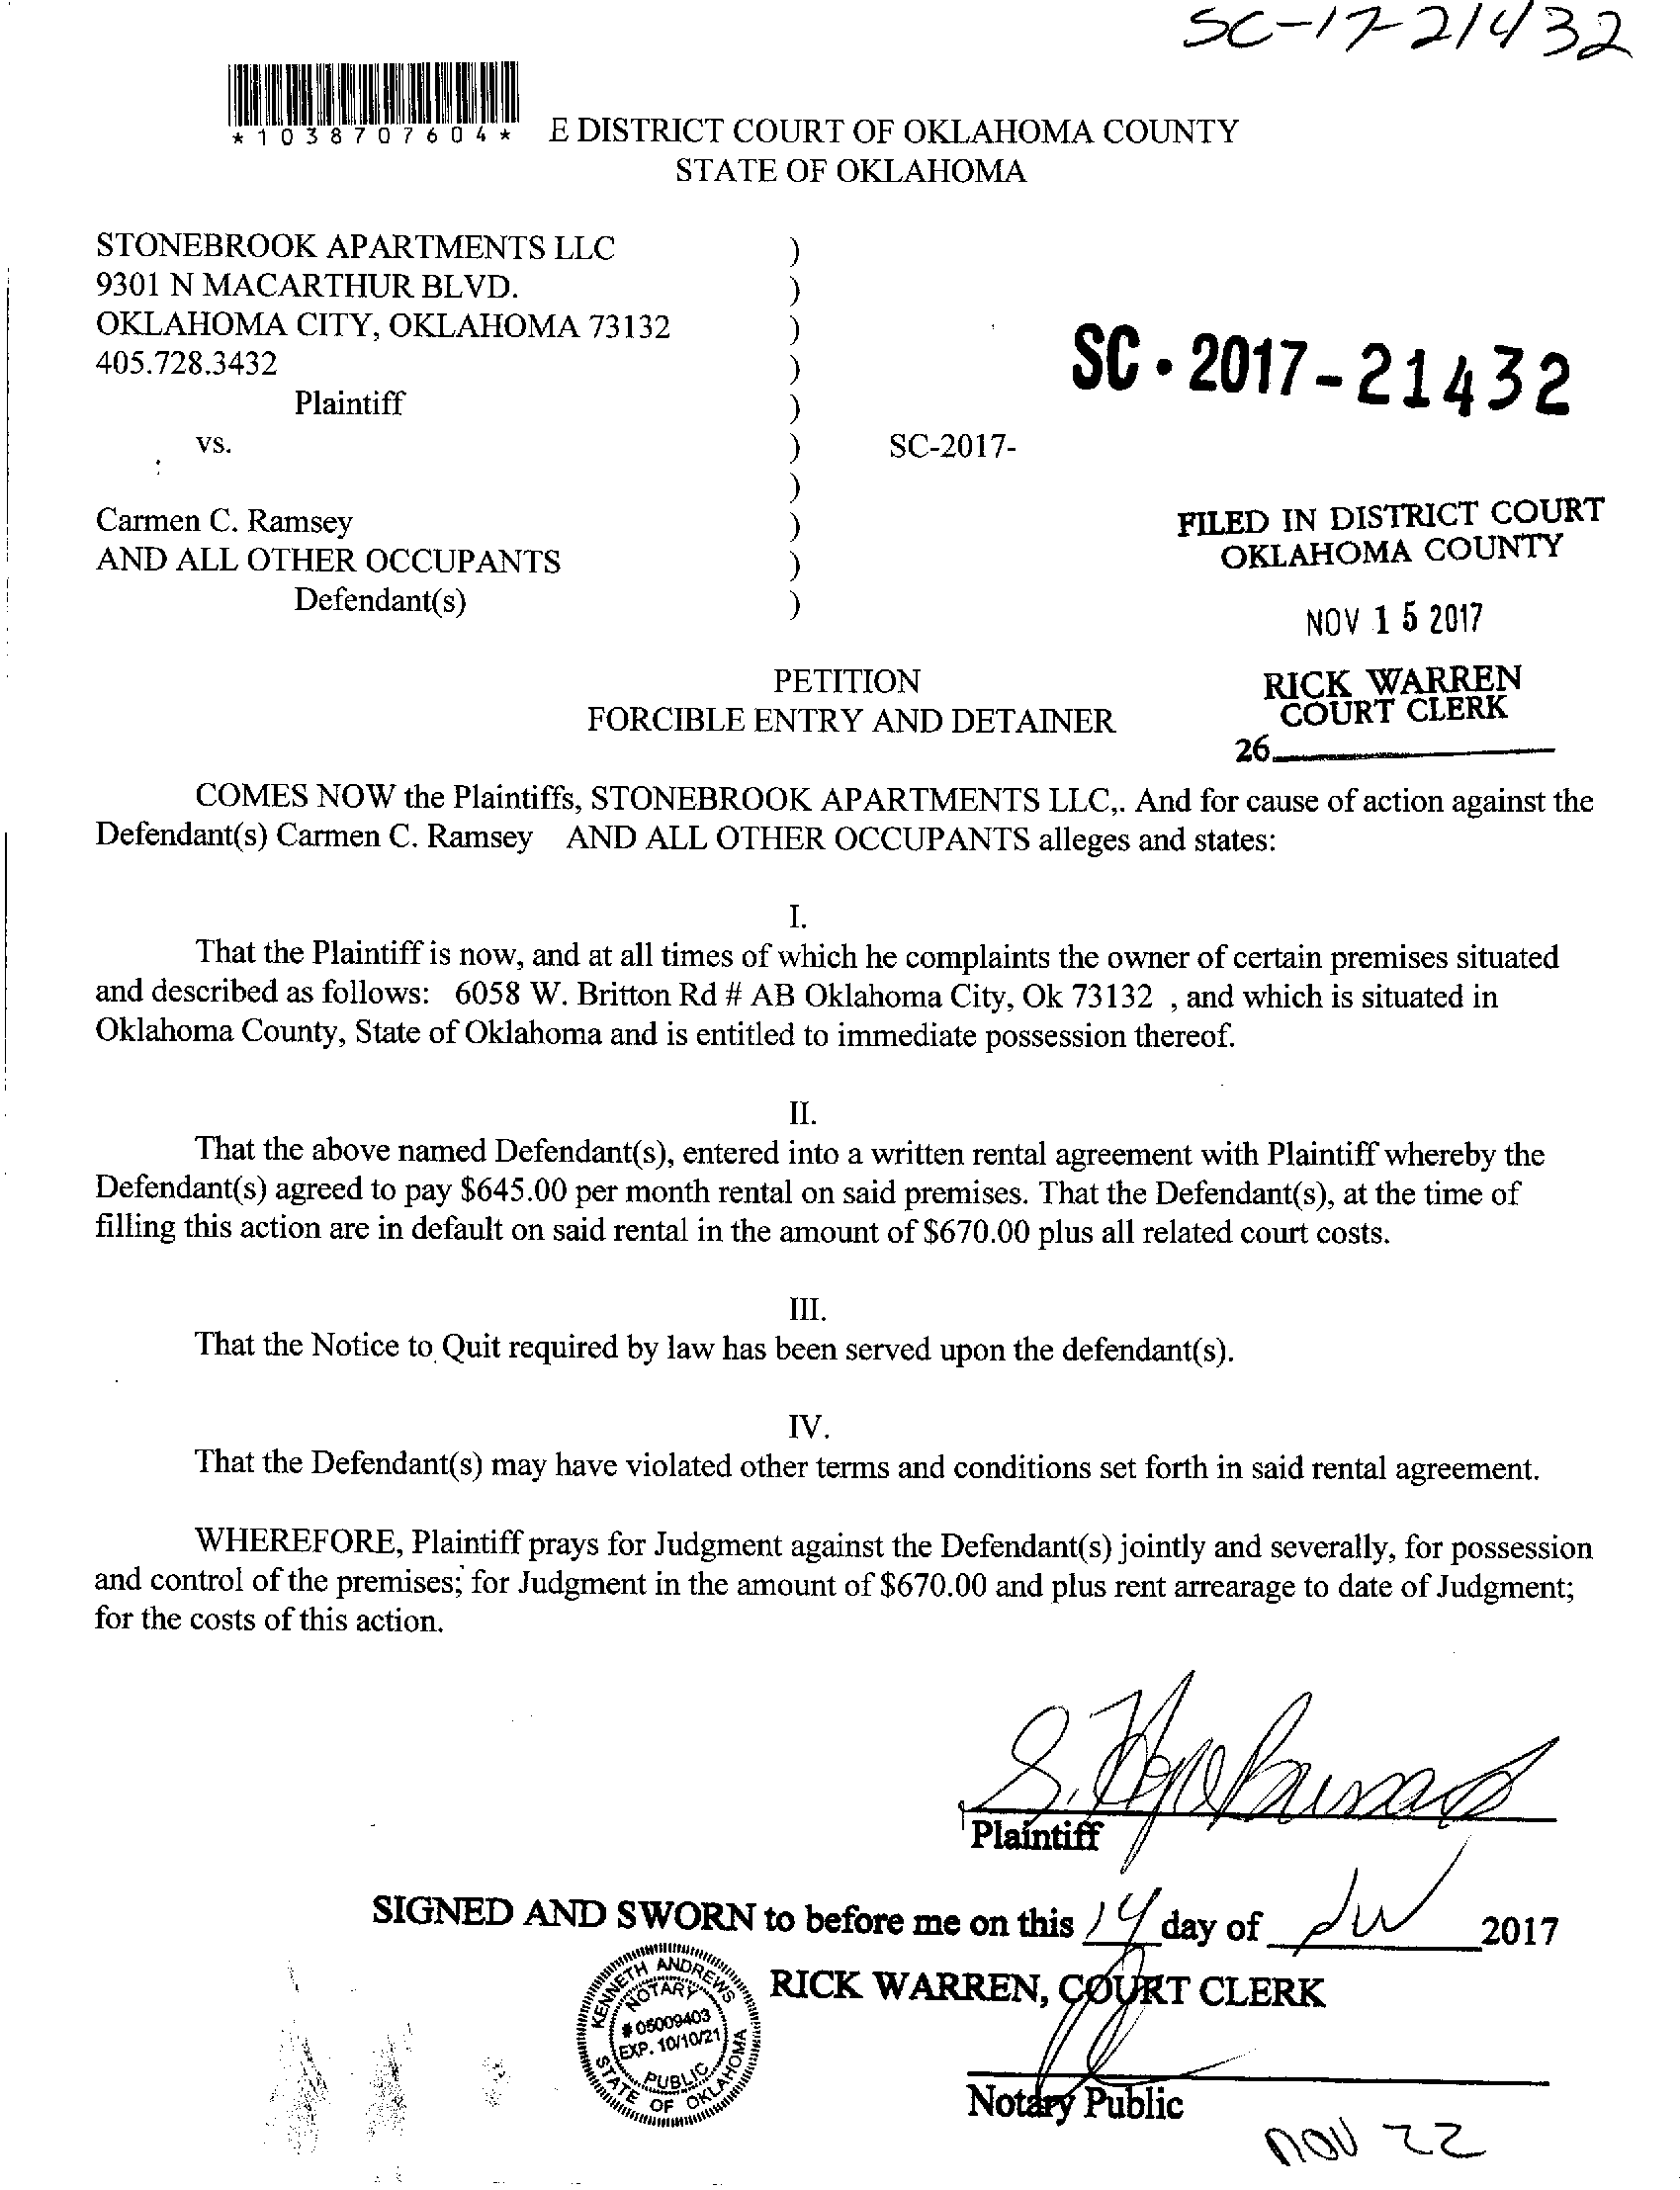 SC-17-21432
*1038707604*
E DISTRICT COURT OF OKLAHOMA COUNTY
STATE OF OKLAHOMA
STONEBROOK APARTMENTS LLC )
9301 N MACARTHUR BLVD. )
OKLAHOMA CITY, OKLAHOMA 73132 )
405.728.3432 )
Plaintiff )
vs. ) SC-2017-
)
Carmen C. Ramsey )
AND ALL OTHER OCCUPANTS )
Defendant(s) )
SC-2017-21432
FILED IN DISTRICT COURT
OKLAHOMA COUNTY
NOV 15 2017
RICK WARREN
COURT CLERK
26
PETITION
FORCIBLE ENTRY AND DETAINER
COMES NOW the Plaintiffs, STONEBROOK APARTMENTS LLC,. And for cause of action against the
Defendant(s) Carmen C. Ramsey AND ALL OTHER OCCUPANTS alleges and states:
I.
That the Plaintiff is now, and at all times of which he complaints the owner of certain premises situated
and described as follows: 6058 W. Britton Rd # AB Oklahoma City, Ok 73132 , and which is situated in
Oklahoma County, State of Oklahoma and is entitled to immediate possession thereof.
II.
That the above named Defendant(s), entered into a written rental agreement with Plaintiff whereby the
Defendant(s) agreed to pay $645.00 per month rental on said premises. That the Defendant(s), at the time of
filling this action are in default on said rental in the amount of $670.00 plus all related court costs.
III.
That the Notice to Quit required by law has been served upon the defendant(s).
IV.
That the Defendant(s) may have violated other terms and conditions set forth in said rental agreement.
WHEREFORE, Plaintiff prays for Judgment against the Defendant(s) jointly and severally, for possession
and control of the premises; for Judgment in the amount of $670.00 and plus rent arrearage to date of Judgment;
for the costs of this action.
Plaintiff
SIGNED AND SWORN to before me on this 14 day of 2017
RICK WARREN, COURT CLERK
KENNETH ANDREWS
NOTARY
# 05009403
EXP. 10/10/21
PUBLIC
STATE OF OKLAHOMA
Notary Public
NOV 22